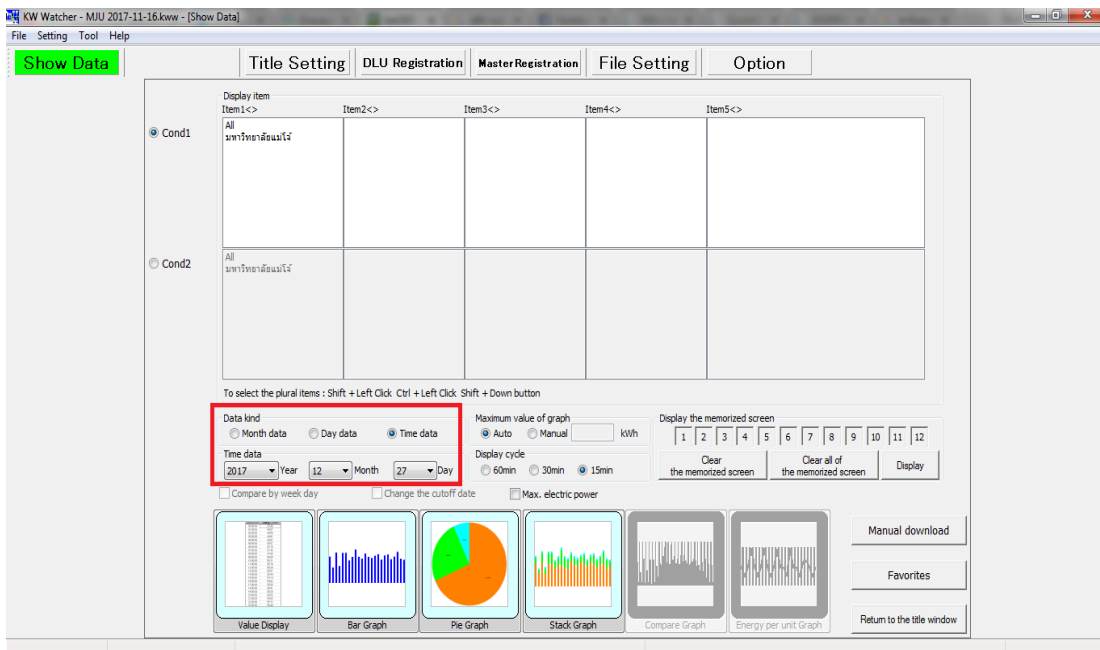 KW Watcher - MJU 2017-11-16.kww - [Show Data]
File Setting Tool Help
Show Data Title Setting DLU Registration Master Registration File Setting Option
Display item
Item1<> Item2<> Item3<> Item4<> Item5<>
Cond1
All
มหาวิทยาลัยแม่โจ้
Cond2
All
มหาวิทยาลัยแม่โจ้
To select the plural items : Shift + Left Click Ctrl + Left Click Shift + Down button
Data kind Maximum value of graph Display the memorized screen
Month data Day data Time data Auto Manual kWh 1 2 3 4 5 6 7 8 9 10 11 12
Time data Display cycle
2017 Year 12 Month 27 Day 60min 30min 15min
Clear the memorized screen
Clear all of the memorized screen
Display
Compare by week day Change the cutoff date Max. electric power
Manual download
Favorites
Return to the title window
Value Display Bar Graph Pie Graph Stack Graph Compare Graph Energy per unit Graph